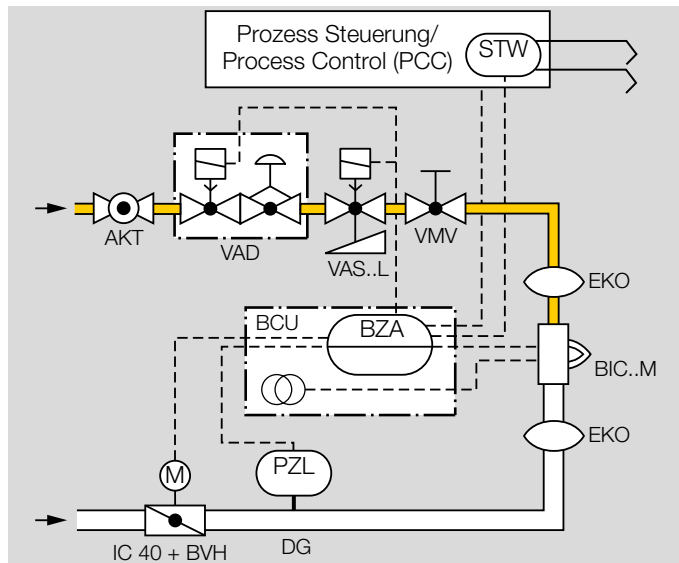 Prozess Steuerung/
Process Control (PCC)
STW
AKT
VAD
VAS..L
VMV
EKO
BCU
BZA
BIC..M
EKO
PZL
M
IC 40 + BVH
DG